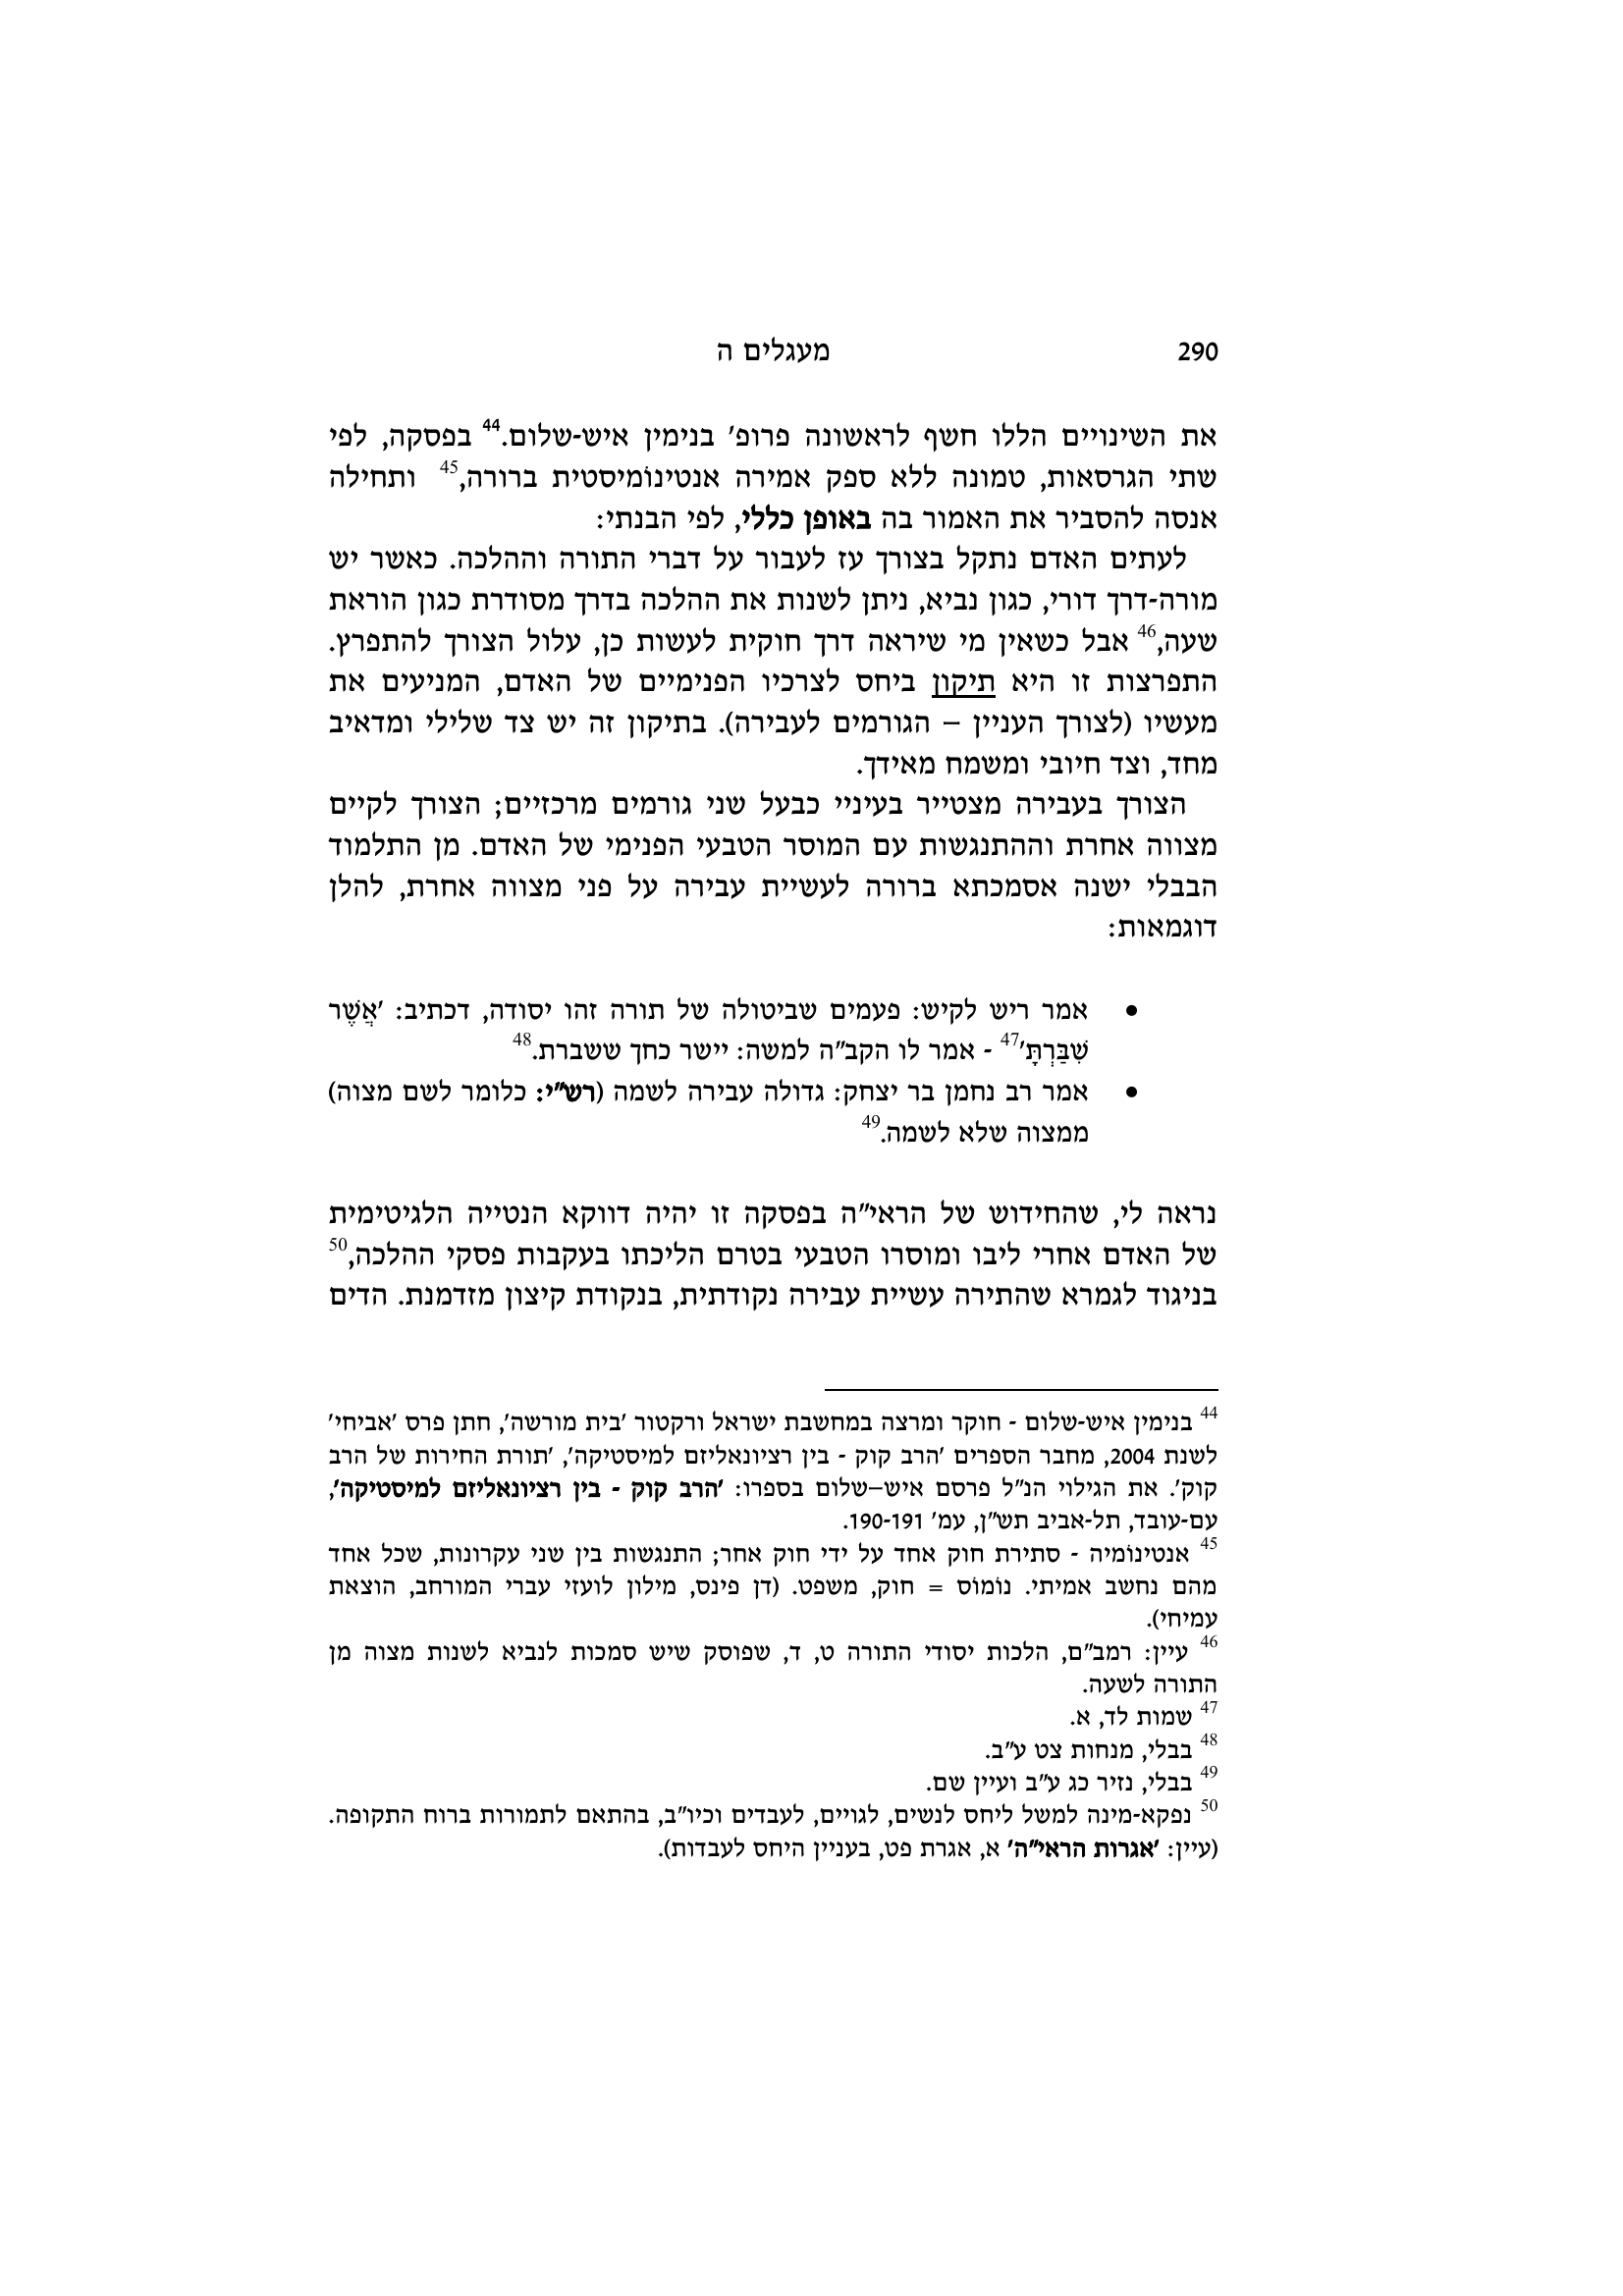 290 מעגלים ה
את השינויים הללו חשף לראשונה פרופ' בנימין איש-שלום.44 בפסקה, לפי
שתי הגרסאות, טמונה ללא ספק אמירה אנטינוֹמיסטית ברורה,45 ותחילה
אנסה להסביר את האמור בה באופן כללי, לפי הבנתי:
לעתים האדם נתקל בצורך עז לעבור על דברי התורה וההלכה. כאשר יש
מורה-דרך דורי, כגון נביא, ניתן לשנות את ההלכה בדרך מסודרת כגון הוראת
שעה,46 אבל כשאין מי שיראה דרך חוקית לעשות כן, עלול הצורך להתפרץ.
התפרצות זו היא תיקון ביחס לצרכיו הפנימיים של האדם, המניעים את
מעשיו (לצורך העניין – הגורמים לעבירה). בתיקון זה יש צד שלילי ומדאיב
מחד, וצד חיובי ומשמח מאידך.
הצורך בעבירה מצטייר בעיניי כבעל שני גורמים מרכזיים; הצורך לקיים
מצווה אחרת וההתנגשות עם המוסר הטבעי הפנימי של האדם. מן התלמוד
הבבלי ישנה אסמכתא ברורה לעשיית עבירה על פני מצווה אחרת, להלן
דוגמאות:
• אמר ריש לקיש: פעמים שביטולה של תורה זהו יסודה, דכתיב: 'אֲשֶׁר
שִׁבַּרְתָּ'47 - אמר לו הקב"ה למשה: יישר כחך ששברת.48
• אמר רב נחמן בר יצחק: גדולה עבירה לשמה (רש"י: כלומר לשם מצוה)
ממצוה שלא לשמה.49
נראה לי, שהחידוש של הראי"ה בפסקה זו יהיה דווקא הנטייה הלגיטימית
של האדם אחרי ליבו ומוסרו הטבעי בטרם הליכתו בעקבות פסקי ההלכה,50
בניגוד לגמרא שהתירה עשיית עבירה נקודתית, בנקודת קיצון מזדמנת. הדים
44 בנימין איש-שלום - חוקר ומרצה במחשבת ישראל ורקטור 'בית מורשה', חתן פרס 'אביחי'
לשנת 2004, מחבר הספרים 'הרב קוק - בין רציונאליזם למיסטיקה', 'תורת החירות של הרב
קוק'. את הגילוי הנ"ל פרסם איש–שלום בספרו: 'הרב קוק - בין רציונאליזם למיסטיקה',
עם-עובד, תל-אביב תש"ן, עמ' 190-191.
45 אנטינוֹמיה - סתירת חוק אחד על ידי חוק אחר; התנגשות בין שני עקרונות, שכל אחד
מהם נחשב אמיתי. נוֹמוֹס = חוק, משפט. (דן פינס, מילון לועזי עברי המורחב, הוצאת
עמיחי).
46 עיין: רמב"ם, הלכות יסודי התורה ט, ד, שפוסק שיש סמכות לנביא לשנות מצוה מן
התורה לשעה.
47 שמות לד, א.
48 בבלי, מנחות צט ע"ב.
49 בבלי, נזיר כג ע"ב ועיין שם.
50 נפקא-מינה למשל ליחס לנשים, לגויים, לעבדים וכיו"ב, בהתאם לתמורות ברוח התקופה.
(עיין: 'אגרות הראי"ה' א, אגרת פט, בעניין היחס לעבדות).